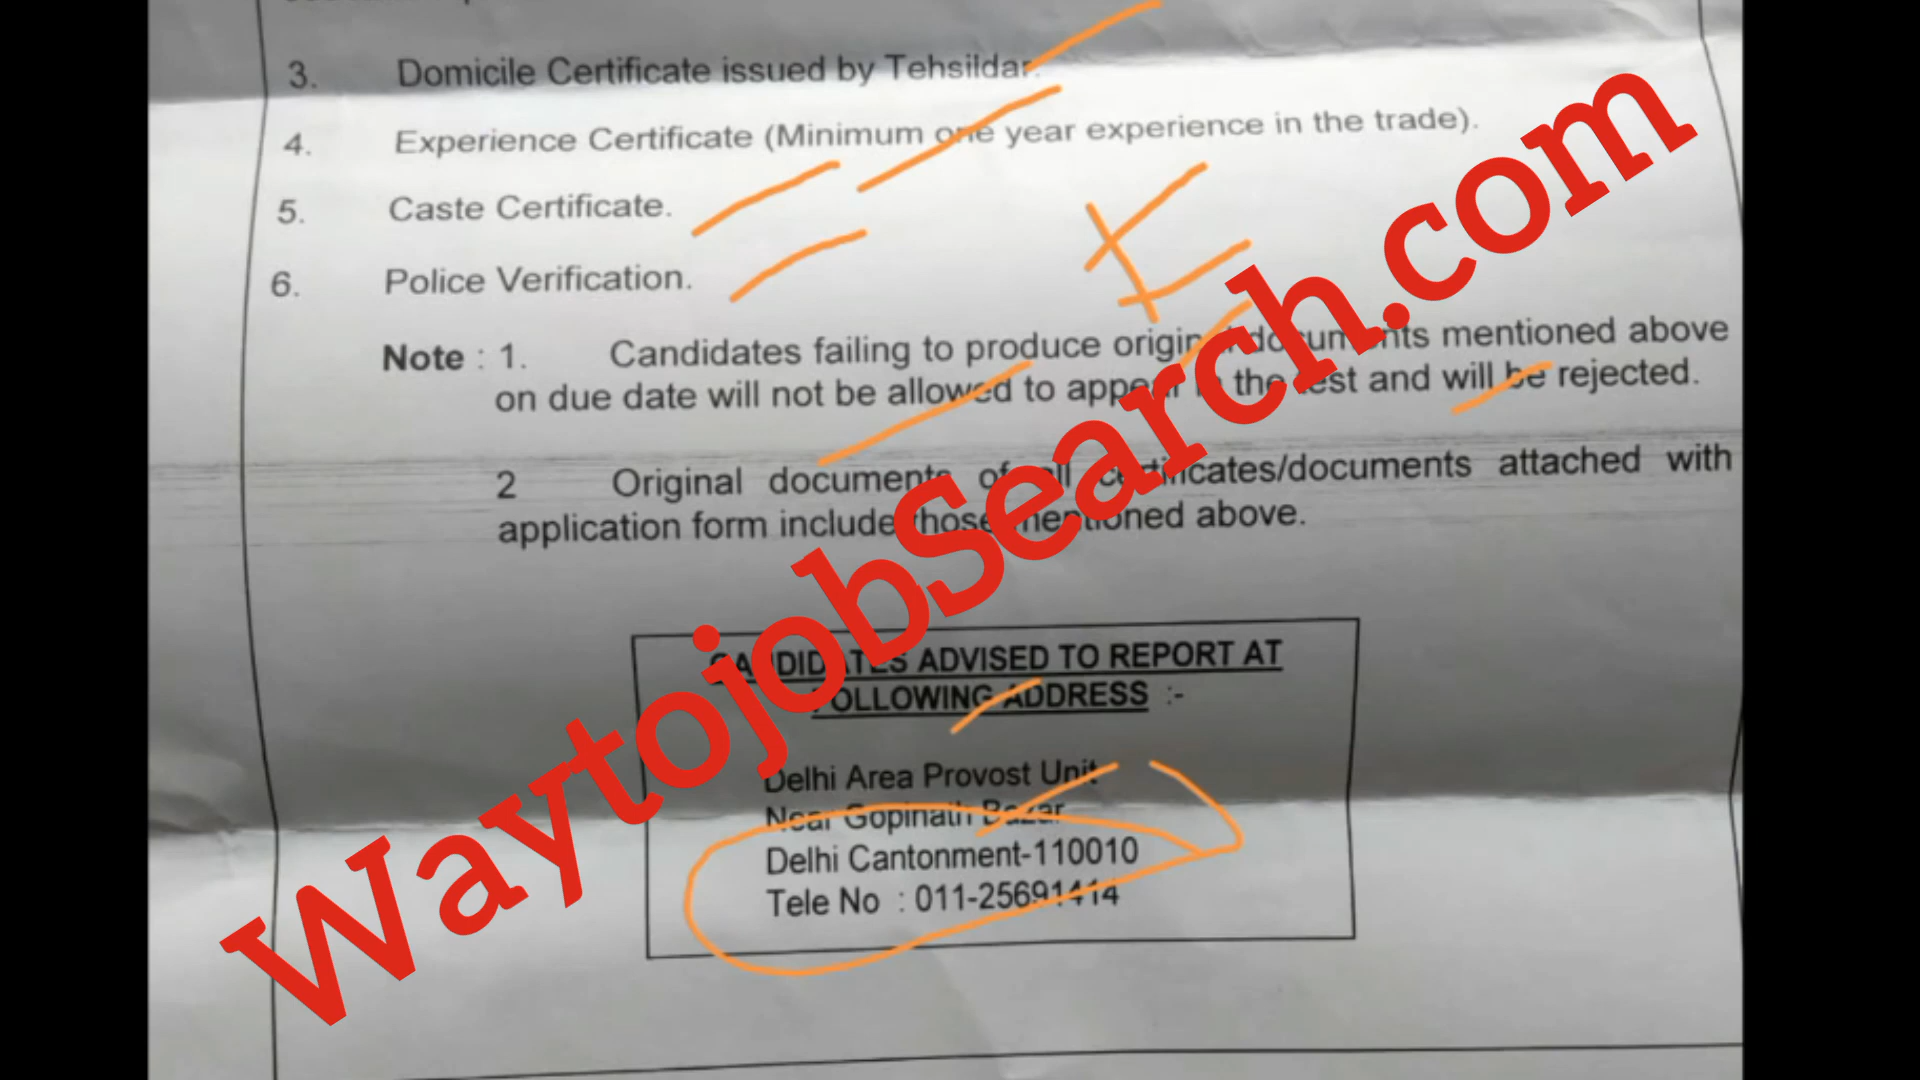 3. Domicile Certificate issued by Tehsildar.
4. Experience Certificate (Minimum one year experience in the trade).
5. Caste Certificate.
6. Police Verification.
Note : 1. Candidates failing to produce original documents mentioned above
on due date will not be allowed to appear in the test and will be rejected.
2 Original documents of all certificates/documents attached with
application form include those mentioned above.
CANDIDATES ADVISED TO REPORT AT
FOLLOWING ADDRESS :-
Delhi Area Provost Unit
Near Gopinath Bazar
Delhi Cantonment-110010
Tele No : 011-25691414
WaytojobSearch.com